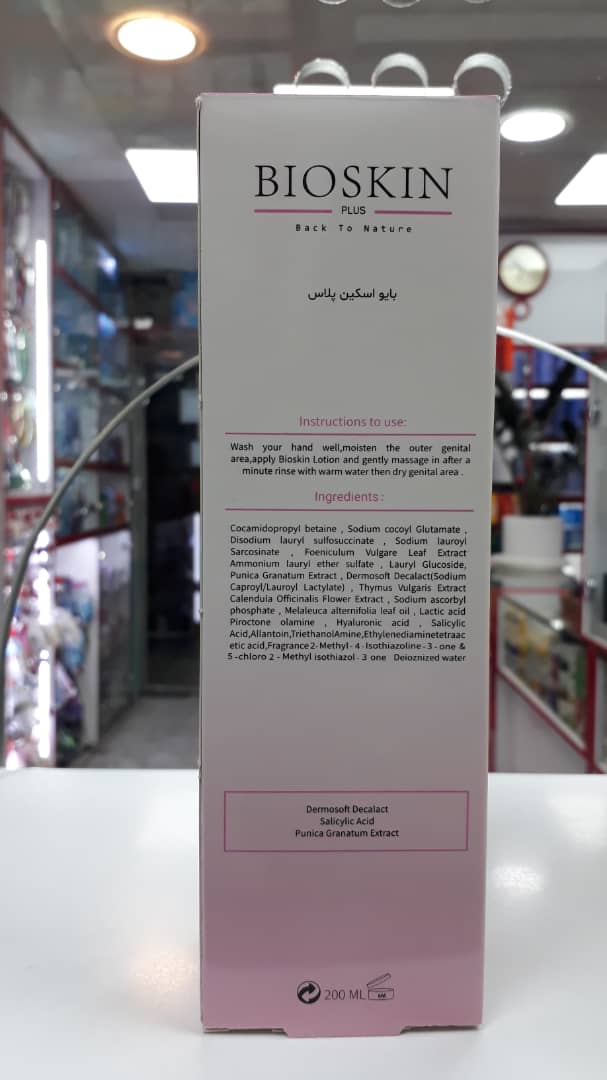 BIOSKIN
PLUS
Back To Nature
بایو اسکین پلاس
Instructions to use:
Wash your hand well,moisten the outer genital
area,apply Bioskin Lotion and gently massage in after a
minute rinse with warm water then dry genital area .
Ingredients :
Cocamidopropyl betaine , Sodium cocoyl Glutamate ,
Disodium lauryl sulfosuccinate , Sodium lauroyl
Sarcosinate , Foeniculum Vulgare Leaf Extract
Ammonium lauryl ether sulfate , Lauryl Glucoside,
Punica Granatum Extract , Dermosoft Decalact(Sodium
Caproyl/Lauroyl Lactylate) , Thymus Vulgaris Extract
Calendula Officinalis Flower Extract , Sodium ascorbyl
phosphate , Melaleuca alternifolia leaf oil , Lactic acid
Piroctone olamine , Hyaluronic acid , Salicylic
Acid,Allantoin,TriethanolAmine,Ethylenediaminetetraac
etic acid,Fragrance 2- Methyl - 4 - Isothiazoline - 3 - one &
5 -chloro 2 - Methyl isothiazol - 3 one Deioznized water
Dermosoft Decalact
Salicylic Acid
Punica Granatum Extract
200 ML